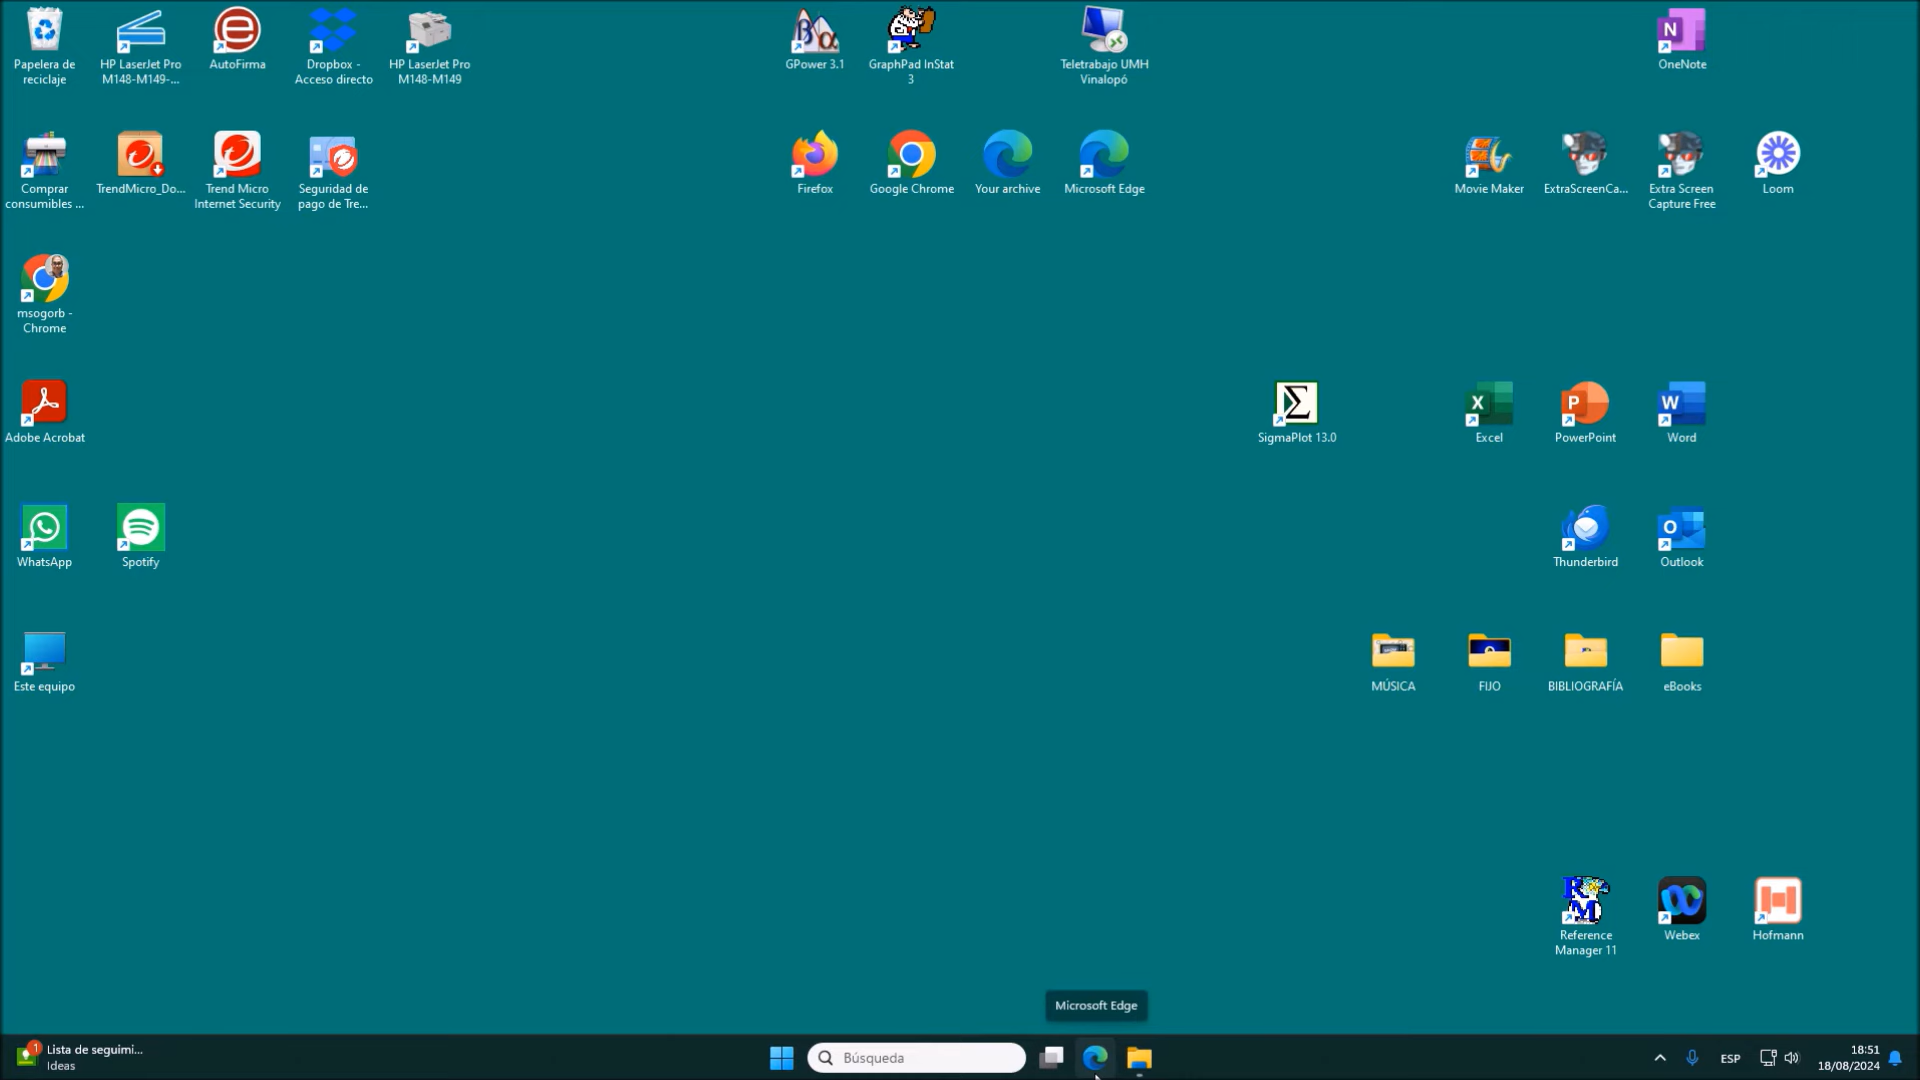 Papelera de
reciclaje
HP LaserJet Pro
M148-M149-...
AutoFirma
Dropbox -
Acceso directo
HP LaserJet Pro
M148-M149
GPower 3.1
GraphPad InStat
3
Teletrabajo UMH
Vinalopó
OneNote
Comprar
consumibles ...
TrendMicro_Do...
Trend Micro
Internet Security
Seguridad de
pago de Tre...
Firefox
Google Chrome
Your archive
Microsoft Edge
Movie Maker
ExtraScreenCa...
Extra Screen
Capture Free
Loom
msogorb -
Chrome
Adobe Acrobat
SigmaPlot 13.0
Excel
PowerPoint
Word
WhatsApp
Spotify
Thunderbird
Outlook
Este equipo
MÚSICA
FIJO
BIBLIOGRAFÍA
eBooks
Reference
Manager 11
Webex
Hofmann
Microsoft Edge
1
Lista de seguimi...
Ideas
Búsqueda
ESP
18:51
18/08/2024